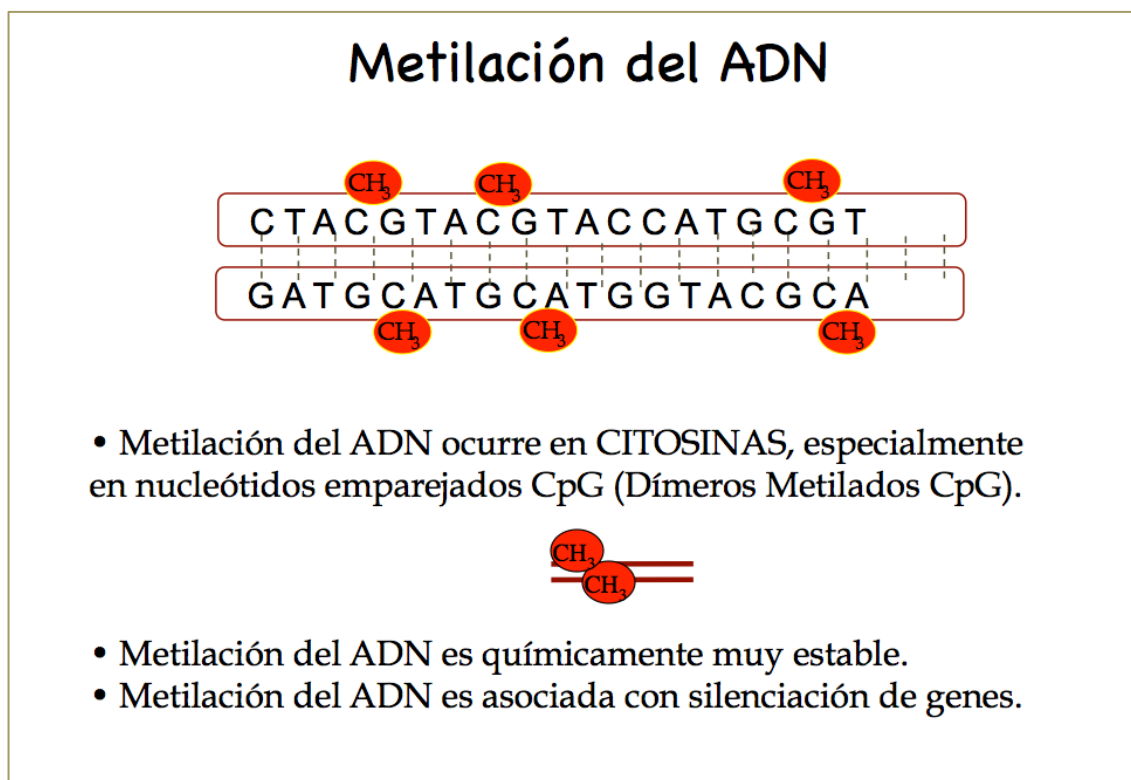 Metilación del ADN
CH3 CH3 CH3
CTACGTACGTACCATGCGT
GATGCATGCATGGTACGCA
CH3 CH3 CH3
• Metilación del ADN ocurre en CITOSINAS, especialmente
en nucleótidos emparejados CpG (Dímeros Metilados CpG).
CH3
CH3
• Metilación del ADN es químicamente muy estable.
• Metilación del ADN es asociada con silenciación de genes.